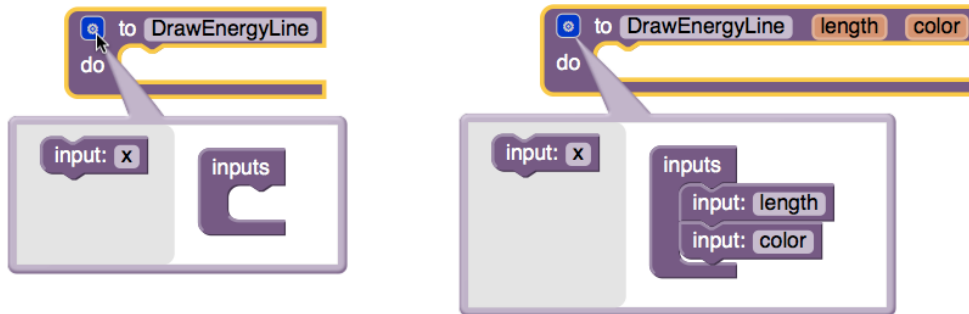 to DrawEnergyLine
do
input: x
inputs
to DrawEnergyLine length color
do
input: x
inputs
input: length
input: color